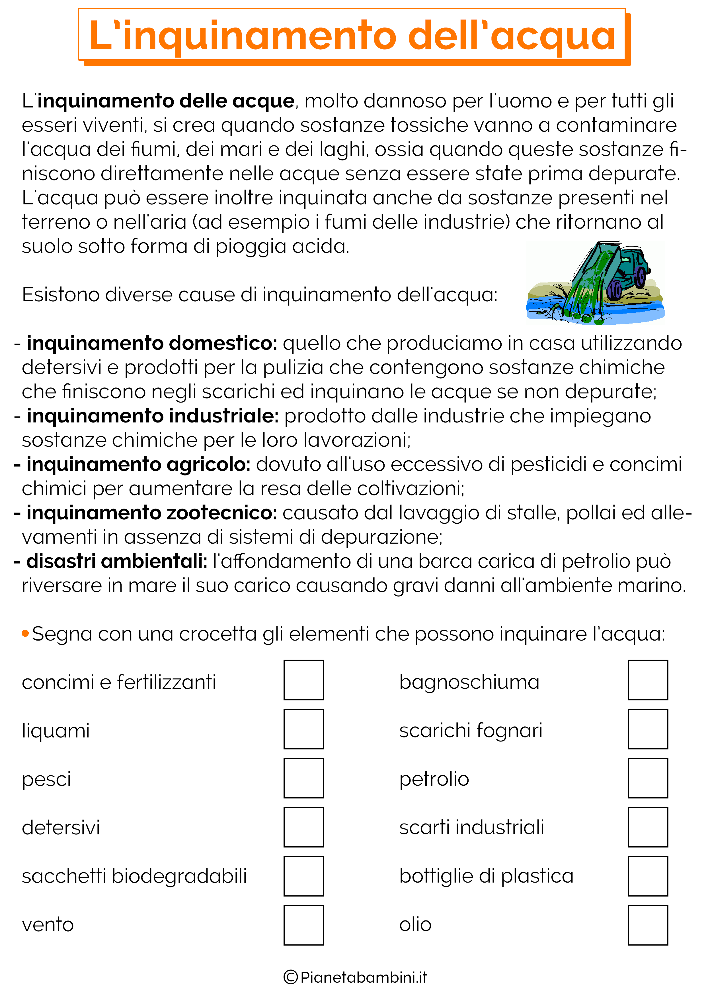 L'inquinamento dell'acqua
L'inquinamento delle acque, molto dannoso per l'uomo e per tutti gli
esseri viventi, si crea quando sostanze tossiche vanno a contaminare
l'acqua dei fiumi, dei mari e dei laghi, ossia quando queste sostanze fi-
niscono direttamente nelle acque senza essere state prima depurate.
L'acqua può essere inoltre inquinata anche da sostanze presenti nel
terreno o nell'aria (ad esempio i fumi delle industrie) che ritornano al
suolo sotto forma di pioggia acida.
Esistono diverse cause di inquinamento dell'acqua:
- inquinamento domestico: quello che produciamo in casa utilizzando
detersivi e prodotti per la pulizia che contengono sostanze chimiche
che finiscono negli scarichi ed inquinano le acque se non depurate;
- inquinamento industriale: prodotto dalle industrie che impiegano
sostanze chimiche per le loro lavorazioni;
- inquinamento agricolo: dovuto all'uso eccessivo di pesticidi e concimi
chimici per aumentare la resa delle coltivazioni;
- inquinamento zootecnico: causato dal lavaggio di stalle, pollai ed alle-
vamenti in assenza di sistemi di depurazione;
- disastri ambientali: l'affondamento di una barca carica di petrolio può
riversare in mare il suo carico causando gravi danni all'ambiente marino.
• Segna con una crocetta gli elementi che possono inquinare l'acqua:
concimi e fertilizzanti
bagnoschiuma
liquami
scarichi fognari
pesci
petrolio
detersivi
scarti industriali
sacchetti biodegradabili
bottiglie di plastica
vento
olio
© Pianetabambini.it